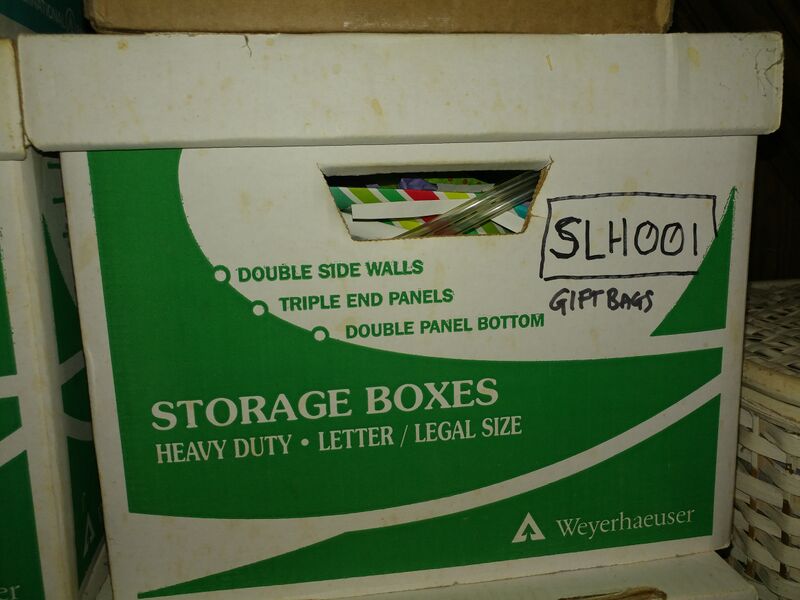 SLH001
GIFT BAGS
DOUBLE SIDE WALLS
TRIPLE END PANELS
DOUBLE PANEL BOTTOM
STORAGE BOXES
HEAVY DUTY • LETTER / LEGAL SIZE
Weyerhaeuser